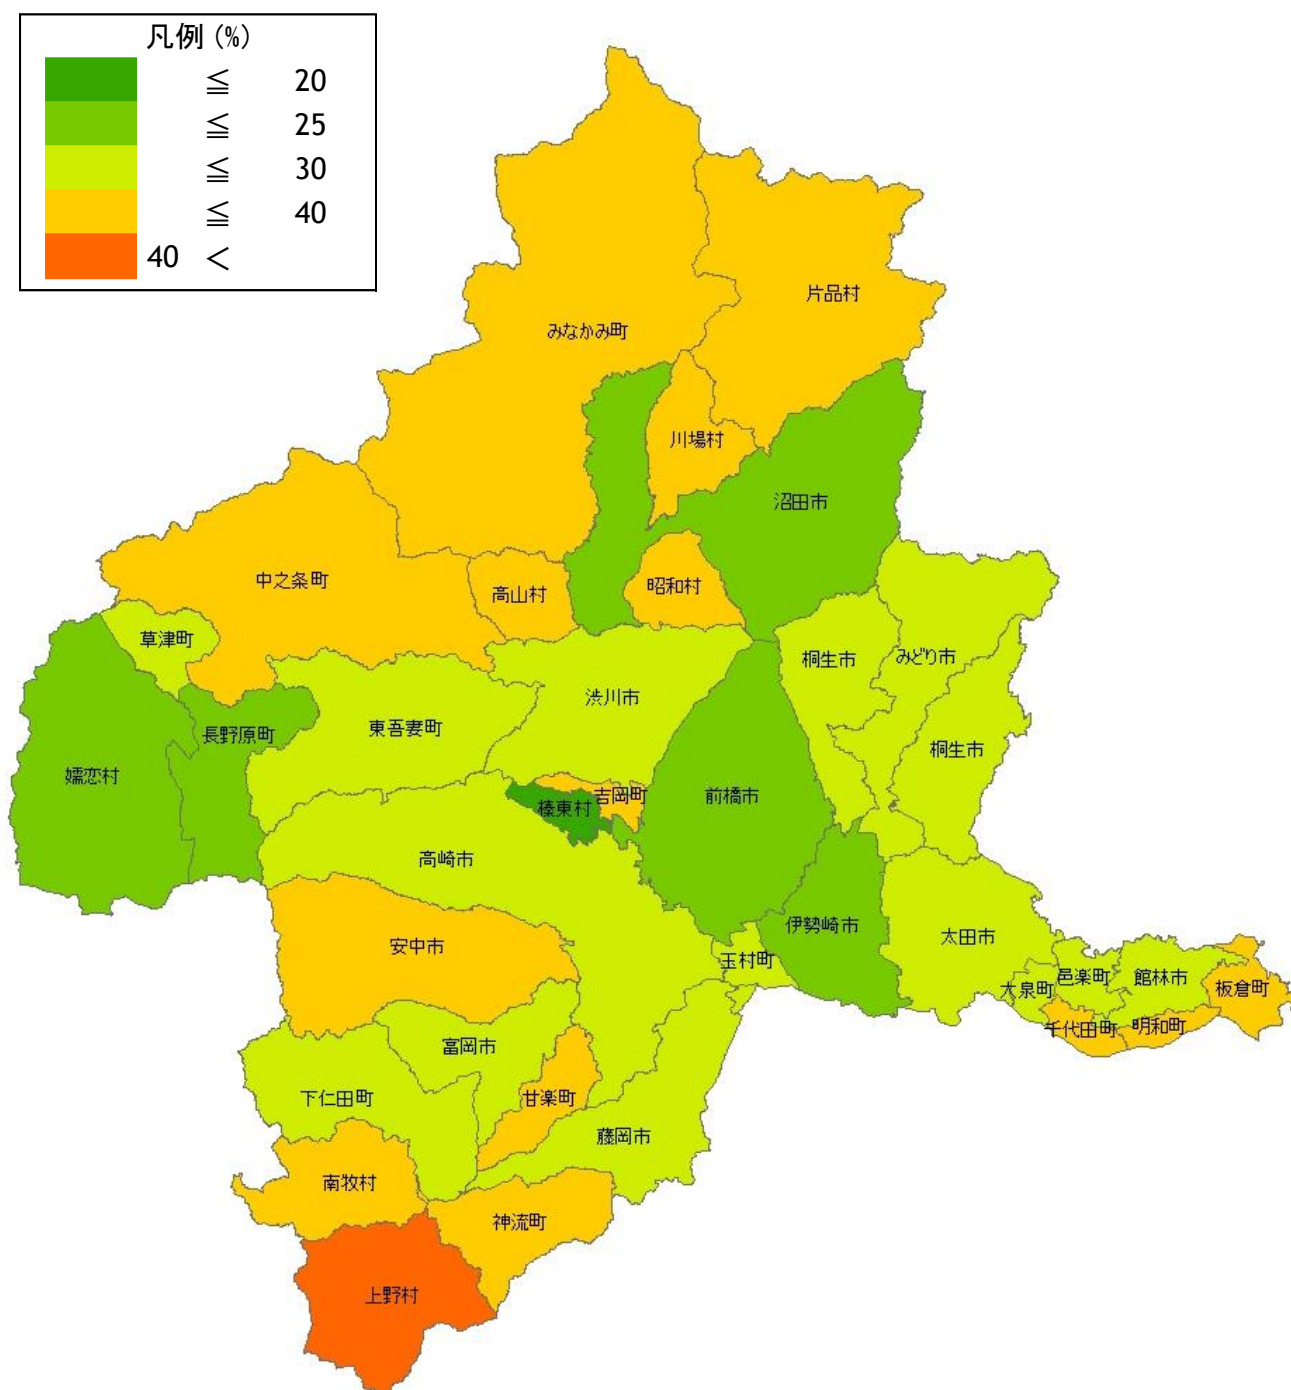 凡例 (%)
≦ 20
≦ 25
≦ 30
≦ 40
40 <
みなかみ町
片品村
川場村
沼田市
中之条町
高山村
昭和村
草津町
桐生市
みどり市
渋川市
長野原町
東吾妻町
桐生市
嬬恋村
吉岡町
前橋市
榛東村
高崎市
伊勢崎市
安中市
太田市
玉村町
邑楽町
館林市
大泉町
板倉町
千代田町
明和町
富岡市
下仁田町
甘楽町
藤岡市
南牧村
神流町
上野村